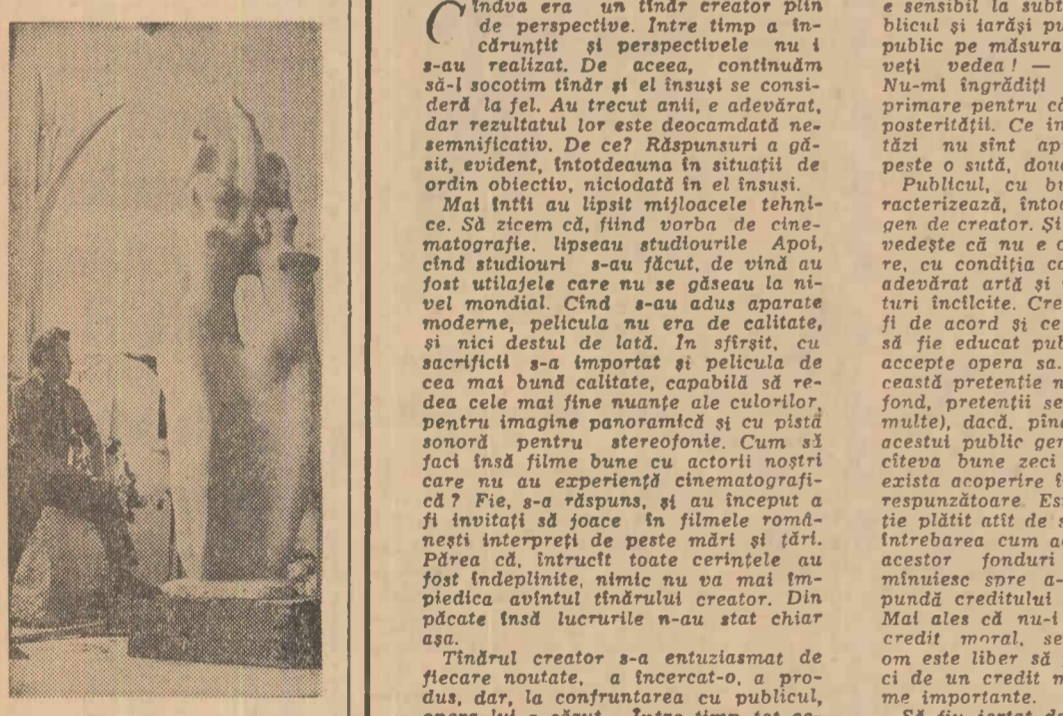 Cîndva era un tînăr creator plin
de perspective. Intre timp a în-
cărunțit și perspectivele nu i
s-au realizat. De aceea, continuăm
să-l socotim tînăr și el însuși se consi-
deră la fel. Au trecut anii, e adevărat,
dar rezultatul lor este deocamdată ne-
semnificativ. De ce? Răspunsuri a gă-
sit, evident, întotdeauna în situații de
ordin obiectiv, niciodată în el însuși.
Mai întîi au lipsit mijloacele tehni-
ce. Să zicem că, fiind vorba de cine-
matografie, lipseau studiourile Apoi,
cînd studiouri s-au făcut, de vină au
fost utilajele care nu se găseau la ni-
vel mondial. Cînd s-au adus aparate
moderne, pelicula nu era de calitate,
și nici destul de lată. In sfîrșit, cu
sacrificii s-a importat și pelicula de
cea mai bună calitate, capabilă să re-
dea cele mai fine nuanțe ale culorilor,
pentru imagine panoramică și cu pistă
sonoră pentru stereofonie. Cum să
faci însă filme bune cu actorii noștri
care nu au experiență cinematografi-
că? Fie, s-a răspuns, și au început a
fi invitați să joace în filmele româ-
nești interpreți de peste mări și țări.
Părea că, întrucît toate cerințele au
fost îndeplinite, nimic nu va mai îm-
piedica avîntul tînărului creator. Din
păcate însă lucrurile n-au stat chiar
așa.
Tînărul creator s-a entuziasmat de
fiecare noutate, a încercat-o, a pro-
dus, dar, la confruntarea cu publicul,
e sensibil la
blicul și iarăși
public pe măsura
veți vedea! —
Nu-mi îngrădiți
primare pentru
posterității. Ce
tăzi nu sînt
peste o sută,
Publicul, cu
racterizează,
gen de creator. Și
vedește că nu e
re, cu condiția
adevărat artă și
turi încîlcite.
fi de acord și
să fie educat
accepte opera sa.
ceastă pretenție
fond, pretenții
multe), dacă,
acestui public
cîteva bune zeci
exista acoperire
respunzătoare.
ție plătit atît de
întrebarea cum
acestor fonduri
mînuiesc spre a-
pundă creditului
Mai ales că nu-i
credit moral,
om este liber să
ci de un credit
me importante.